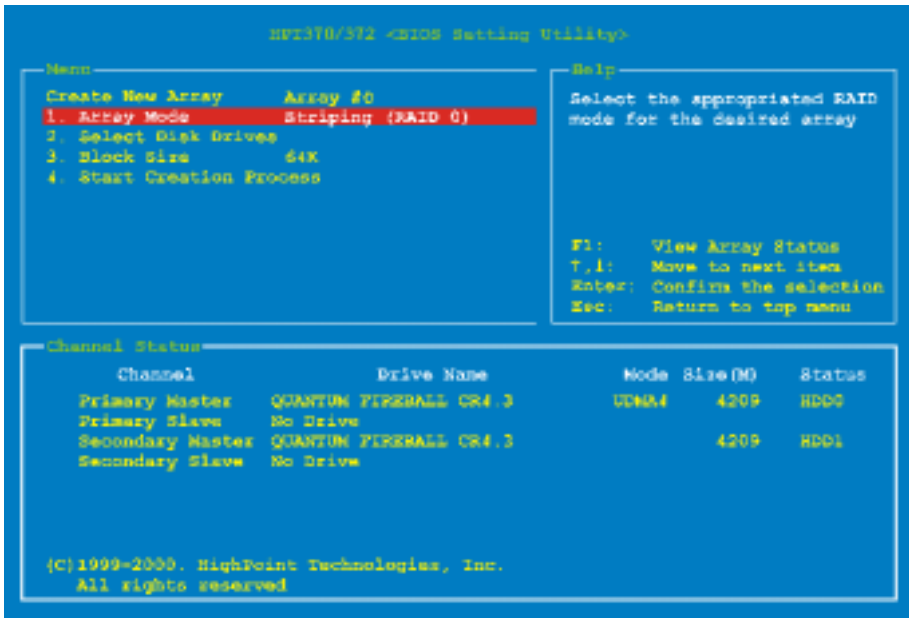 HPT370/372 <BIOS Setting Utility>
Menu
Create New Array Array #0
1. Array Mode Striping (RAID 0)
2. Select Disk Drives
3. Block Size 64K
4. Start Creation Process
Help
Select the appropriated RAID
mode for the desired array
F1: View Array Status
↑,↓: Move to next item
Enter: Confirm the selection
Esc: Return to top menu
Channel Status
Channel Drive Name Mode Size(M) Status
Primary Master QUANTUM FIREBALL CR4.3 UDMA4 4209 HDD0
Primary Slave No Drive
Secondary Master QUANTUM FIREBALL CR4.3 4209 HDD1
Secondary Slave No Drive
(C)1999-2000. HighPoint Technologies, Inc.
All rights reserved